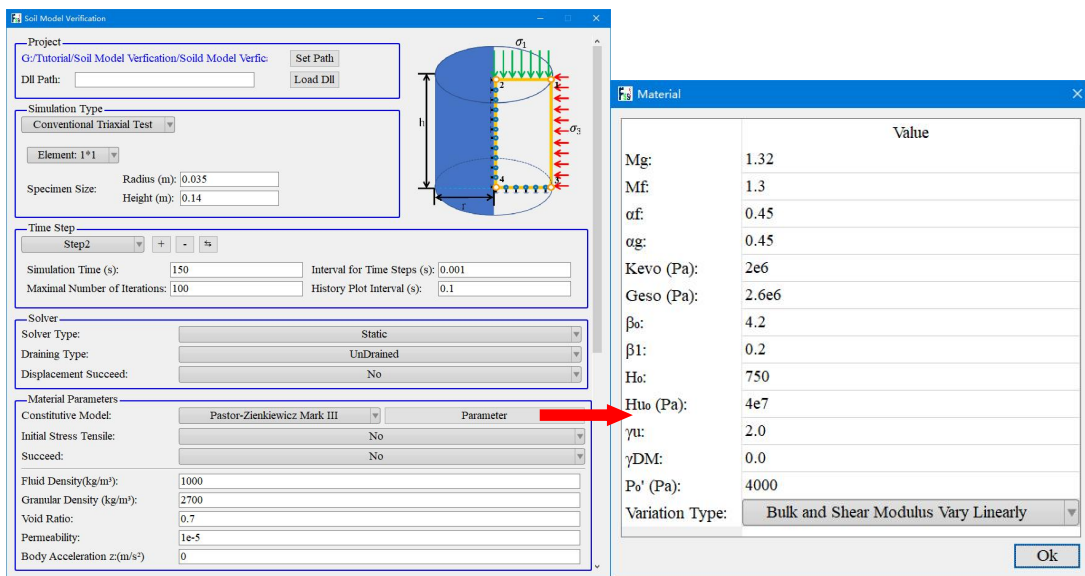 Soil Model Verification
Project
G:/Tutorial/Soil Model Verfication/Soild Model Verfic:
Set Path
Dll Path:
Load Dll
Simulation Type
Conventional Triaxial Test
Element: 1*1
Specimen Size:
Radius (m): 0.035
Height (m): 0.14
σ1
σ3
h
r
2
1
4
3
Time Step
Step2
+
-
⇆
Simulation Time (s): 150
Interval for Time Steps (s): 0.001
Maximal Number of Iterations: 100
History Plot Interval (s): 0.1
Solver
Solver Type: Static
Draining Type: UnDrained
Displacement Succeed: No
Material Parameters
Constitutive Model: Pastor-Zienkiewicz Mark III Parameter
Initial Stress Tensile: No
Succeed: No
Fluid Density(kg/m³): 1000
Granular Density (kg/m³): 2700
Void Ratio: 0.7
Permeability: 1e-5
Body Acceleration z:(m/s²) 0
Material
Value
Mg: 1.32
Mf: 1.3
αf: 0.45
αg: 0.45
Kevo (Pa): 2e6
Geso (Pa): 2.6e6
β₀: 4.2
β1: 0.2
H₀: 750
Hu₀ (Pa): 4e7
γu: 2.0
γDM: 0.0
P₀' (Pa): 4000
Variation Type: Bulk and Shear Modulus Vary Linearly
Ok